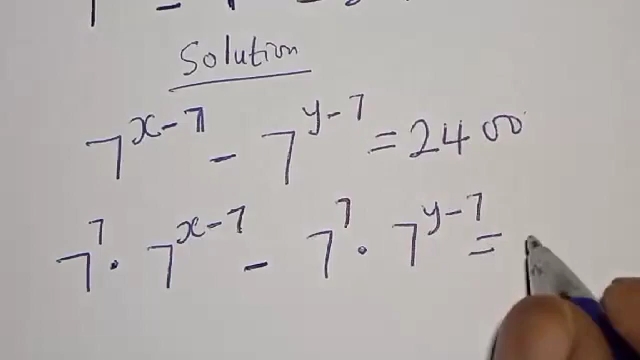 Solution
7^{x-7} - 7^{y-7} = 2400
7^7 · 7^{x-7} - 7^7 · 7^{y-7} =